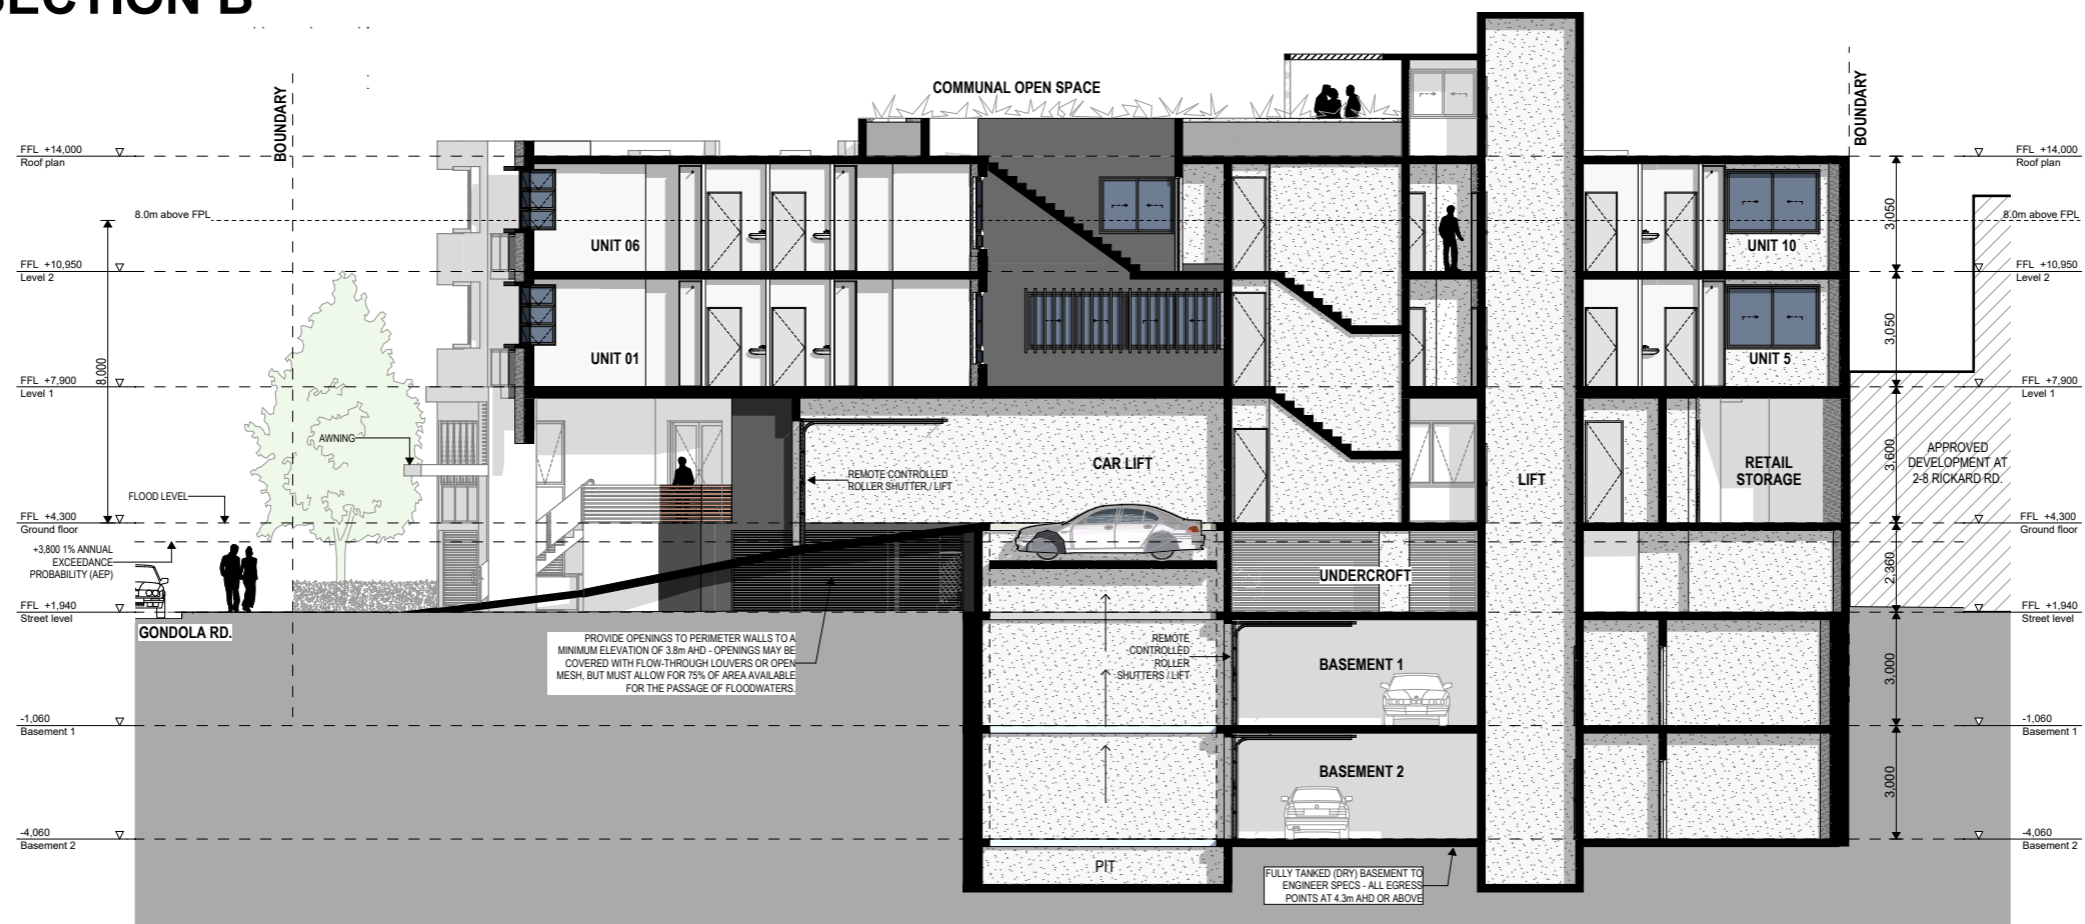 SECTION B
COMMUNAL OPEN SPACE
BOUNDARY
BOUNDARY
FFL +14,000
Roof plan
FFL +14,000
Roof plan
8.0m above FPL
8.0m above FPL
3,050
UNIT 06
UNIT 10
FFL +10,950
Level 2
FFL +10,950
Level 2
8,000
3,050
UNIT 01
UNIT 5
FFL +7,900
Level 1
FFL +7,900
Level 1
AWNING
REMOTE CONTROLLED
ROLLER SHUTTER / LIFT
CAR LIFT
LIFT
RETAIL
STORAGE
3,600
APPROVED
DEVELOPMENT AT
2-8 RICKARD RD.
FLOOD LEVEL
FFL +4,300
Ground floor
FFL +4,300
Ground floor
+3,800 1% ANNUAL
EXCEEDANCE
PROBABILITY (AEP)
UNDERCROFT
2,360
FFL +1,940
Street level
FFL +1,940
Street level
GONDOLA RD.
PROVIDE OPENINGS TO PERIMETER WALLS TO A
MINIMUM ELEVATION OF 3.8m AHD - OPENINGS MAY BE
COVERED WITH FLOW-THROUGH LOUVERS OR OPEN
MESH, BUT MUST ALLOW FOR 75% OF AREA AVAILABLE
FOR THE PASSAGE OF FLOODWATERS.
REMOTE
CONTROLLED
ROLLER
SHUTTERS / LIFT
BASEMENT 1
3,000
-1,060
Basement 1
-1,060
Basement 1
BASEMENT 2
3,000
-4,060
Basement 2
-4,060
Basement 2
PIT
FULLY TANKED (DRY) BASEMENT TO
ENGINEER SPECS - ALL EGRESS
POINTS AT 4.3m AHD OR ABOVE